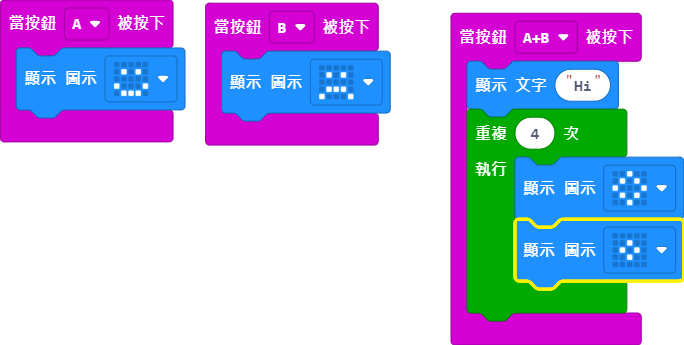 當按鈕 A 被按下
顯示 圖示
當按鈕 B 被按下
顯示 圖示
當按鈕 A+B 被按下
顯示 文字 "Hi"
重複 4 次
執行
顯示 圖示
顯示 圖示